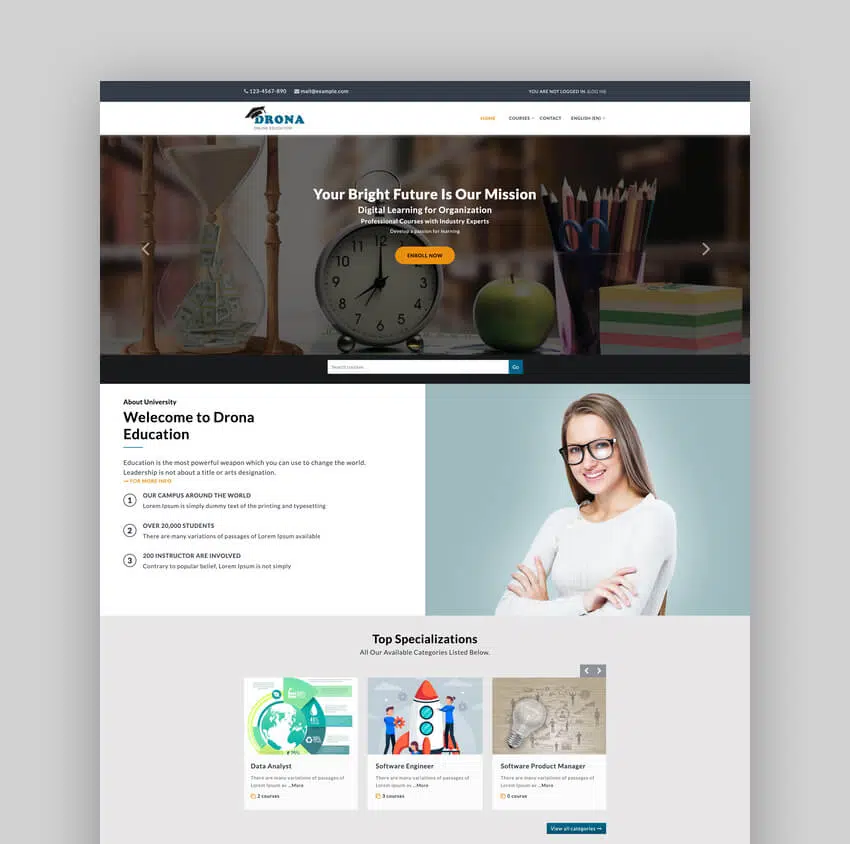 123-4567-890 mail@example.com YOU ARE NOT LOGGED IN. (LOG IN)
DRONA
ONLINE EDUCATOR
HOME COURSES CONTACT ENGLISH (EN)
Your Bright Future Is Our Mission
Digital Learning for Organization
Professional Courses with Industry Experts
Develop a passion for learning
ENROLL NOW
Search courses... Go
About University
Welecome to Drona
Education
Education is the most powerful weapon which you can use to change the world.
Leadership is not about a title or arts designation.
FOR MORE INFO
1 OUR CAMPUS AROUND THE WORLD
Lorem Ipsum is simply dummy text of the printing and typesetting
2 OVER 20,000 STUDENTS
There are many variations of passages of Lorem Ipsum available
3 200 INSTRUCTOR ARE INVOLVED
Contrary to popular belief, Lorem Ipsum is not simply
Top Specializations
All Our Available Categories Listed Below.
Data Analyst
There are many variations of passages of
Lorem Ipsum av ...More
2 courses
Software Engineer
There are many variations of passages of
Lorem Ipsum av ...More
3 courses
Software Product Manager
There are many variations of passages of
Lorem Ipsum av ...More
0 course
View all categories